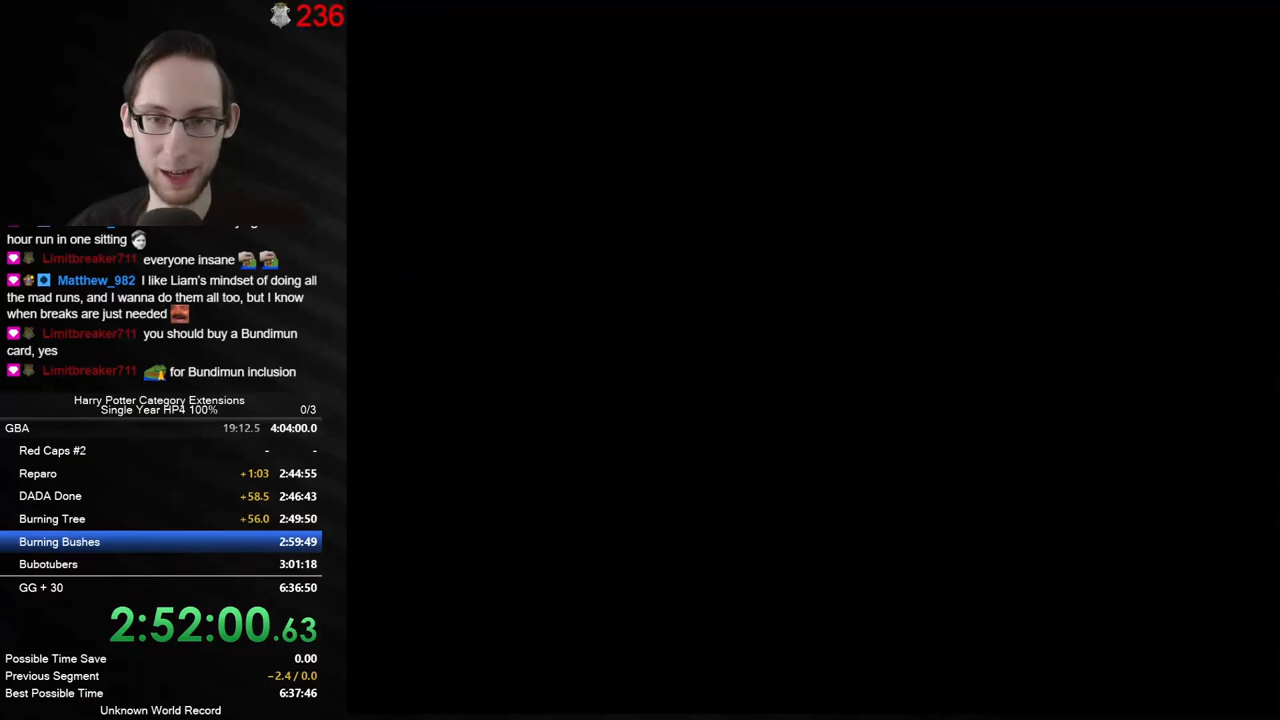 236
hour run in one sitting
Limitbreaker711 everyone insane
Matthew_982 I like Liam's mindset of doing all
the mad runs, and I wanna do them all too, but I know
when breaks are just needed
Limitbreaker711 you should buy a Bundimun
card, yes
Limitbreaker711 for Bundimun inclusion
Harry Potter Category Extensions
Single Year HP4 100% 0/3
GBA 19:12.5 4:04:00.0
Red Caps #2 - -
Reparo +1:03 2:44:55
DADA Done +58.5 2:46:43
Burning Tree +56.0 2:49:50
Burning Bushes 2:59:49
Bubotubers 3:01:18
GG + 30 6:36:50
2:52:00.63
Possible Time Save 0.00
Previous Segment -2.4 / 0.0
Best Possible Time 6:37:46
Unknown World Record